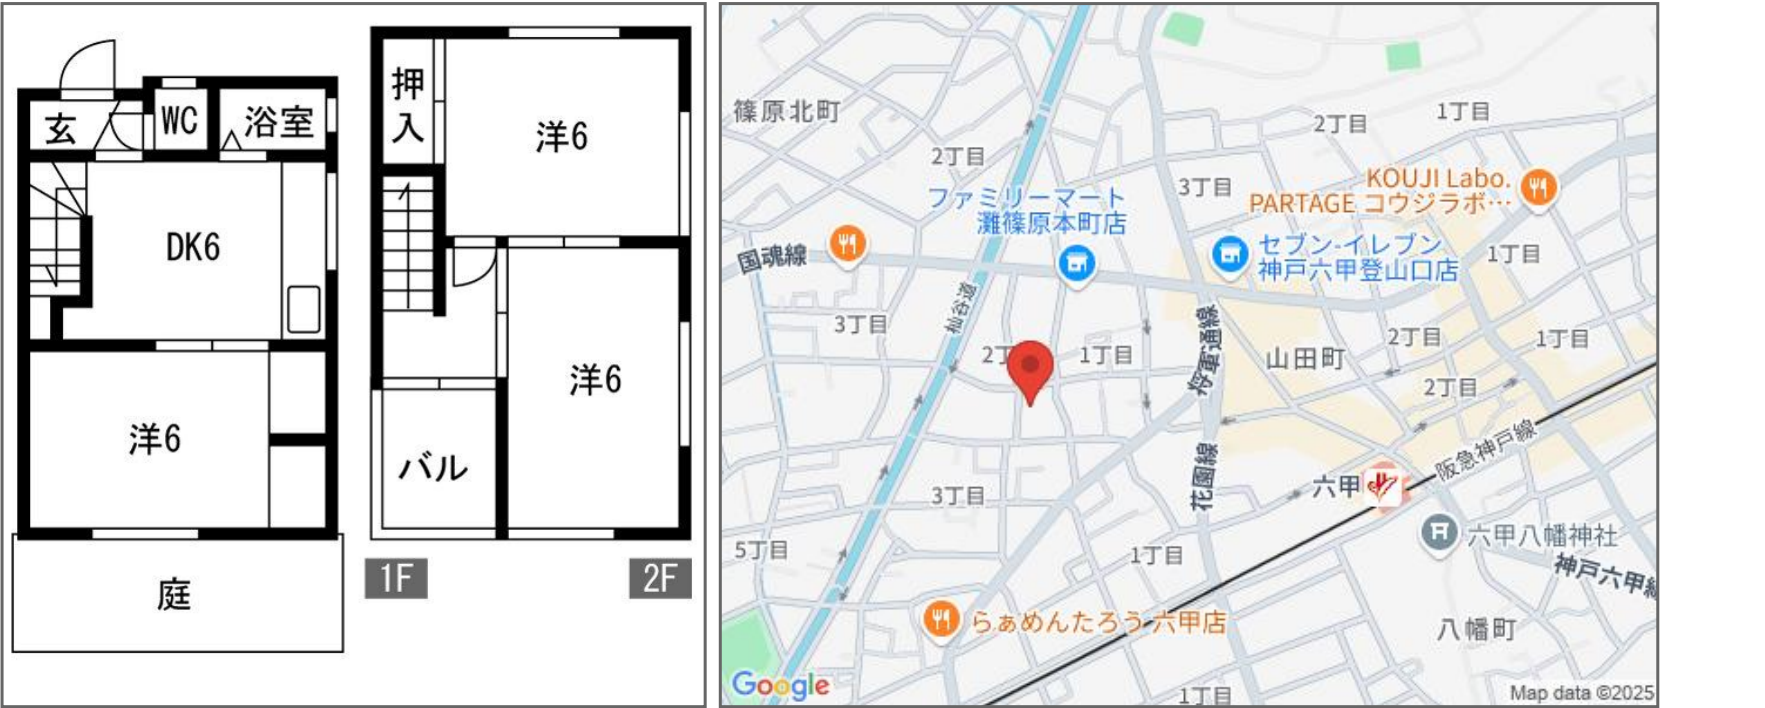 玄
WC
浴室
DK6
洋6
庭
1F
押
入
洋6
洋6
バル
2F
篠原北町
2丁目
ファミリーマート
灘篠原本町店
国魂線
3丁目
杣谷道
2丁
1丁目
3丁目
5丁目
らぁめんたろう 六甲店
Google
2丁目
1丁目
3丁目
KOUJI Labo.
PARTAGE コウジラボ…
セブン-イレブン
神戸六甲登山口店
1丁目
将軍通線
山田町
2丁目
1丁目
2丁目
花園線
六甲
阪急神戸線
六甲八幡神社
1丁目
神戸六甲線
八幡町
1丁目
Map data ©2025